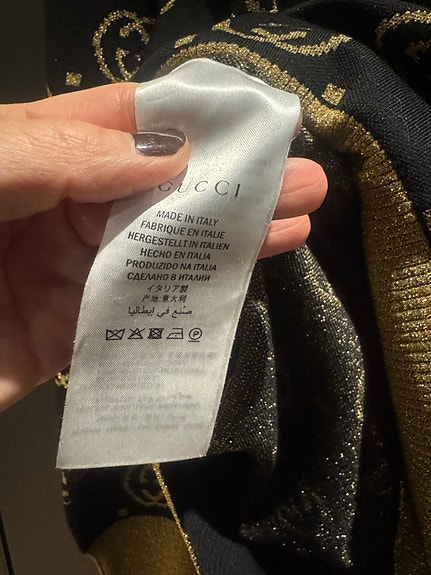 GUCCI
MADE IN ITALY
FABRIQUE EN ITALIE
HERGESTELLT IN ITALIEN
HECHO EN ITALIA
PRODUZIDO NA ITALIA
СДЕЛАНО В ИТАЛИИ
イタリア製
产地.意大利
صنع في إيطاليا
P